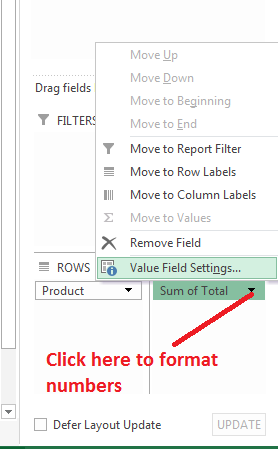 Move Up
Move Down
Move to Beginning
Move to End
Move to Report Filter
Move to Row Labels
Move to Column Labels
Move to Values
Remove Field
Value Field Settings...
Drag fields
FILTERS
ROWS
Product
Sum of Total
Click here to format
numbers
Defer Layout Update
UPDATE